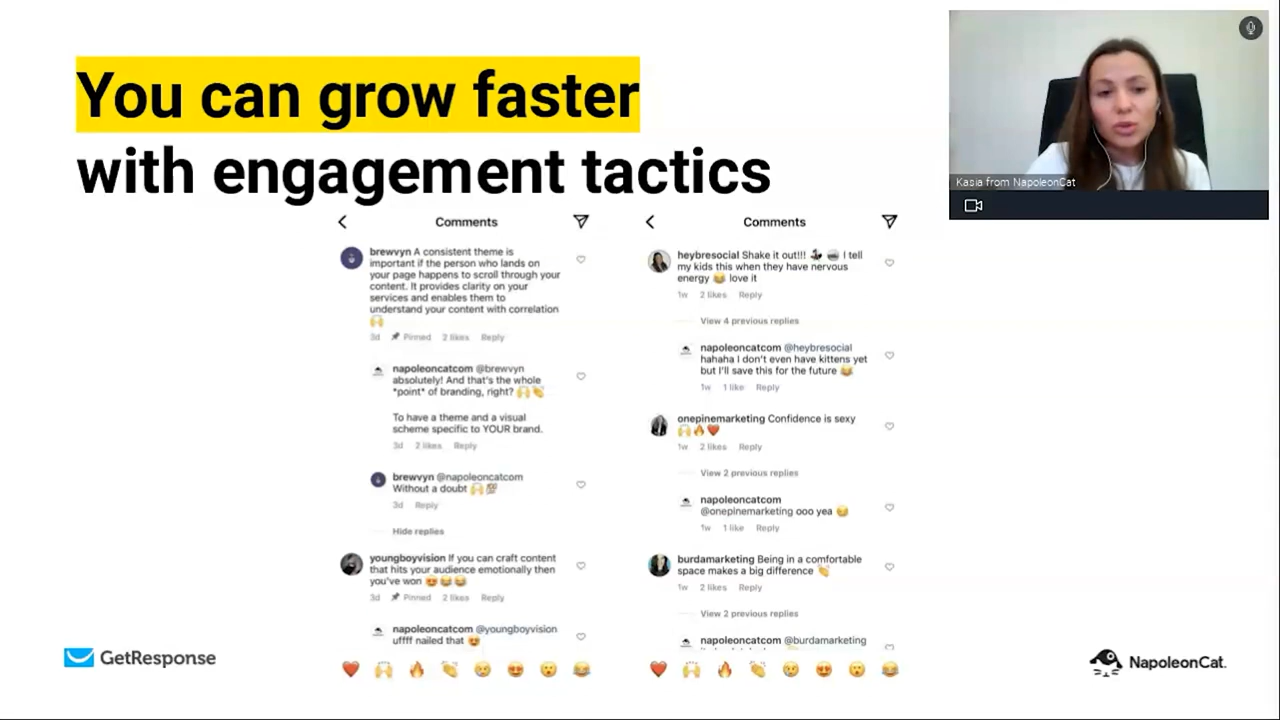 You can grow faster
with engagement tactics
Kasia from NapoleonCat
Comments
brewvyn A consistent theme is
important if the person who lands on
your page happens to scroll through your
content. It provides clarity on your
services and enables them to
understand your content with correlation
🙌
3d 📌 Pinned 2 likes Reply
napoleoncatcom @brewvyn
absolutely! And that's the whole
*point* of branding, right? 🙌👏
To have a theme and a visual
scheme specific to YOUR brand.
3d 2 likes Reply
brewvyn @napoleoncatcom
Without a doubt 🙌💯
3d Reply
Hide replies
youngboyvision If you can craft content
that hits your audience emotionally then
you've won 😍😂😂
3d 📌 Pinned 2 likes Reply
napoleoncatcom @youngboyvision
uffff nailed that 😍
Comments
heybresocial Shake it out!!! I tell
my kids this when they have nervous
energy 😂 love it
1w 2 likes Reply
View 4 previous replies
napoleoncatcom @heybresocial
hahaha I don't even have kittens yet
but I'll save this for the future 😂
1w 1 like Reply
onepinemarketing Confidence is sexy
🙌🔥❤️
1w 2 likes Reply
View 2 previous replies
napoleoncatcom
@onepinemarketing ooo yea 😂
1w 1 like Reply
burdamarketing Being in a comfortable
space makes a big difference 👏
1w 2 likes Reply
View 2 previous replies
napoleoncatcom @burdamarketing
GetResponse
NapoleonCat.